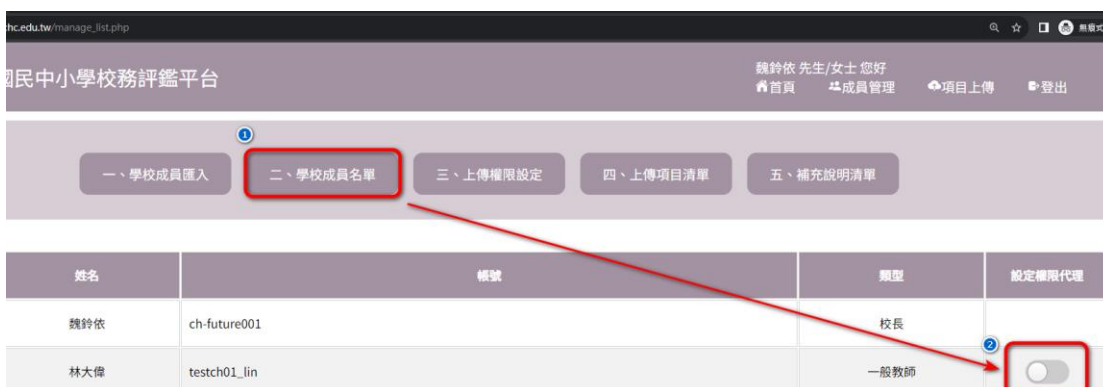 hc.edu.tw/manage_list.php
無痕式
國民中小學校務評鑑平台
魏鈴依 先生/女士 您好
首頁 成員管理 項目上傳 登出
1
一、學校成員匯入 二、學校成員名單 三、上傳權限設定 四、上傳項目清單 五、補充說明清單
姓名 帳號 類型 設定權限代理
魏鈴依 ch-future001 校長
2
林大偉 testch01_lin 一般教師